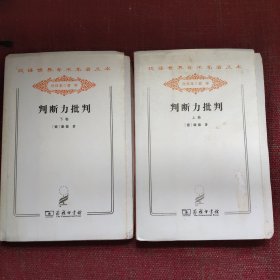 汉译世界学术名著丛书
判断力批判
下卷
〔德〕康德 著
商务印书馆
汉译世界学术名著丛书
判断力批判
上卷
〔德〕康德 著
商务印书馆